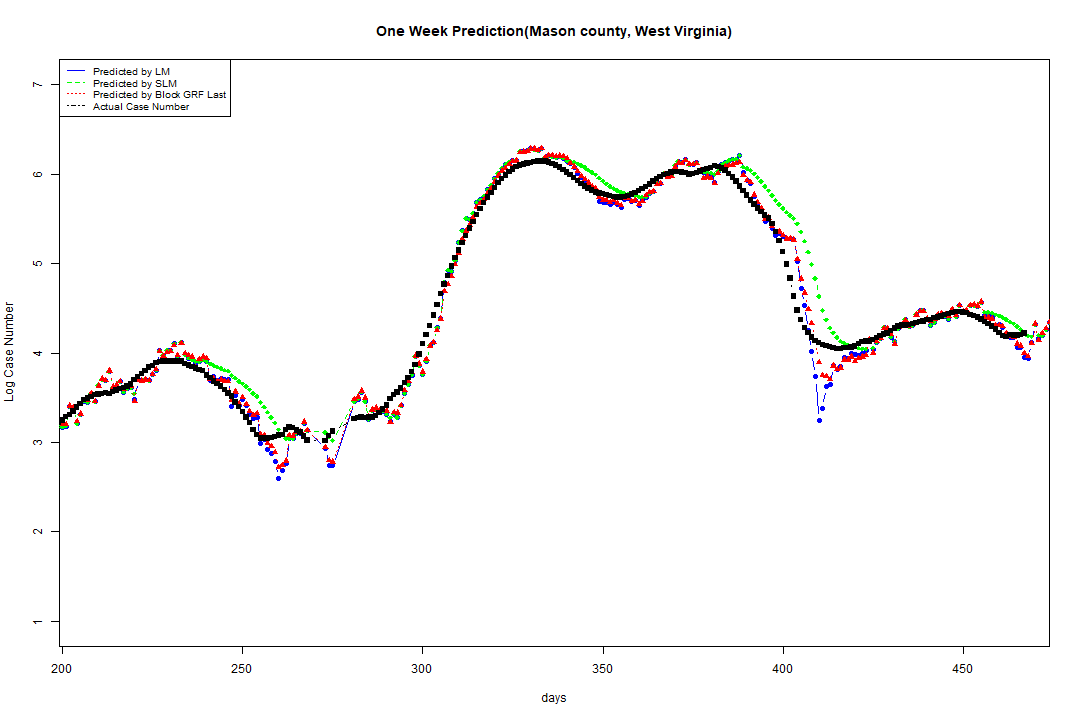 One Week Prediction(Mason county, West Virginia)
Predicted by LM
Predicted by SLM
Predicted by Block GRF Last
Actual Case Number
7
6
5
4
3
2
1
Log Case Number
200 250 300 350 400 450
days